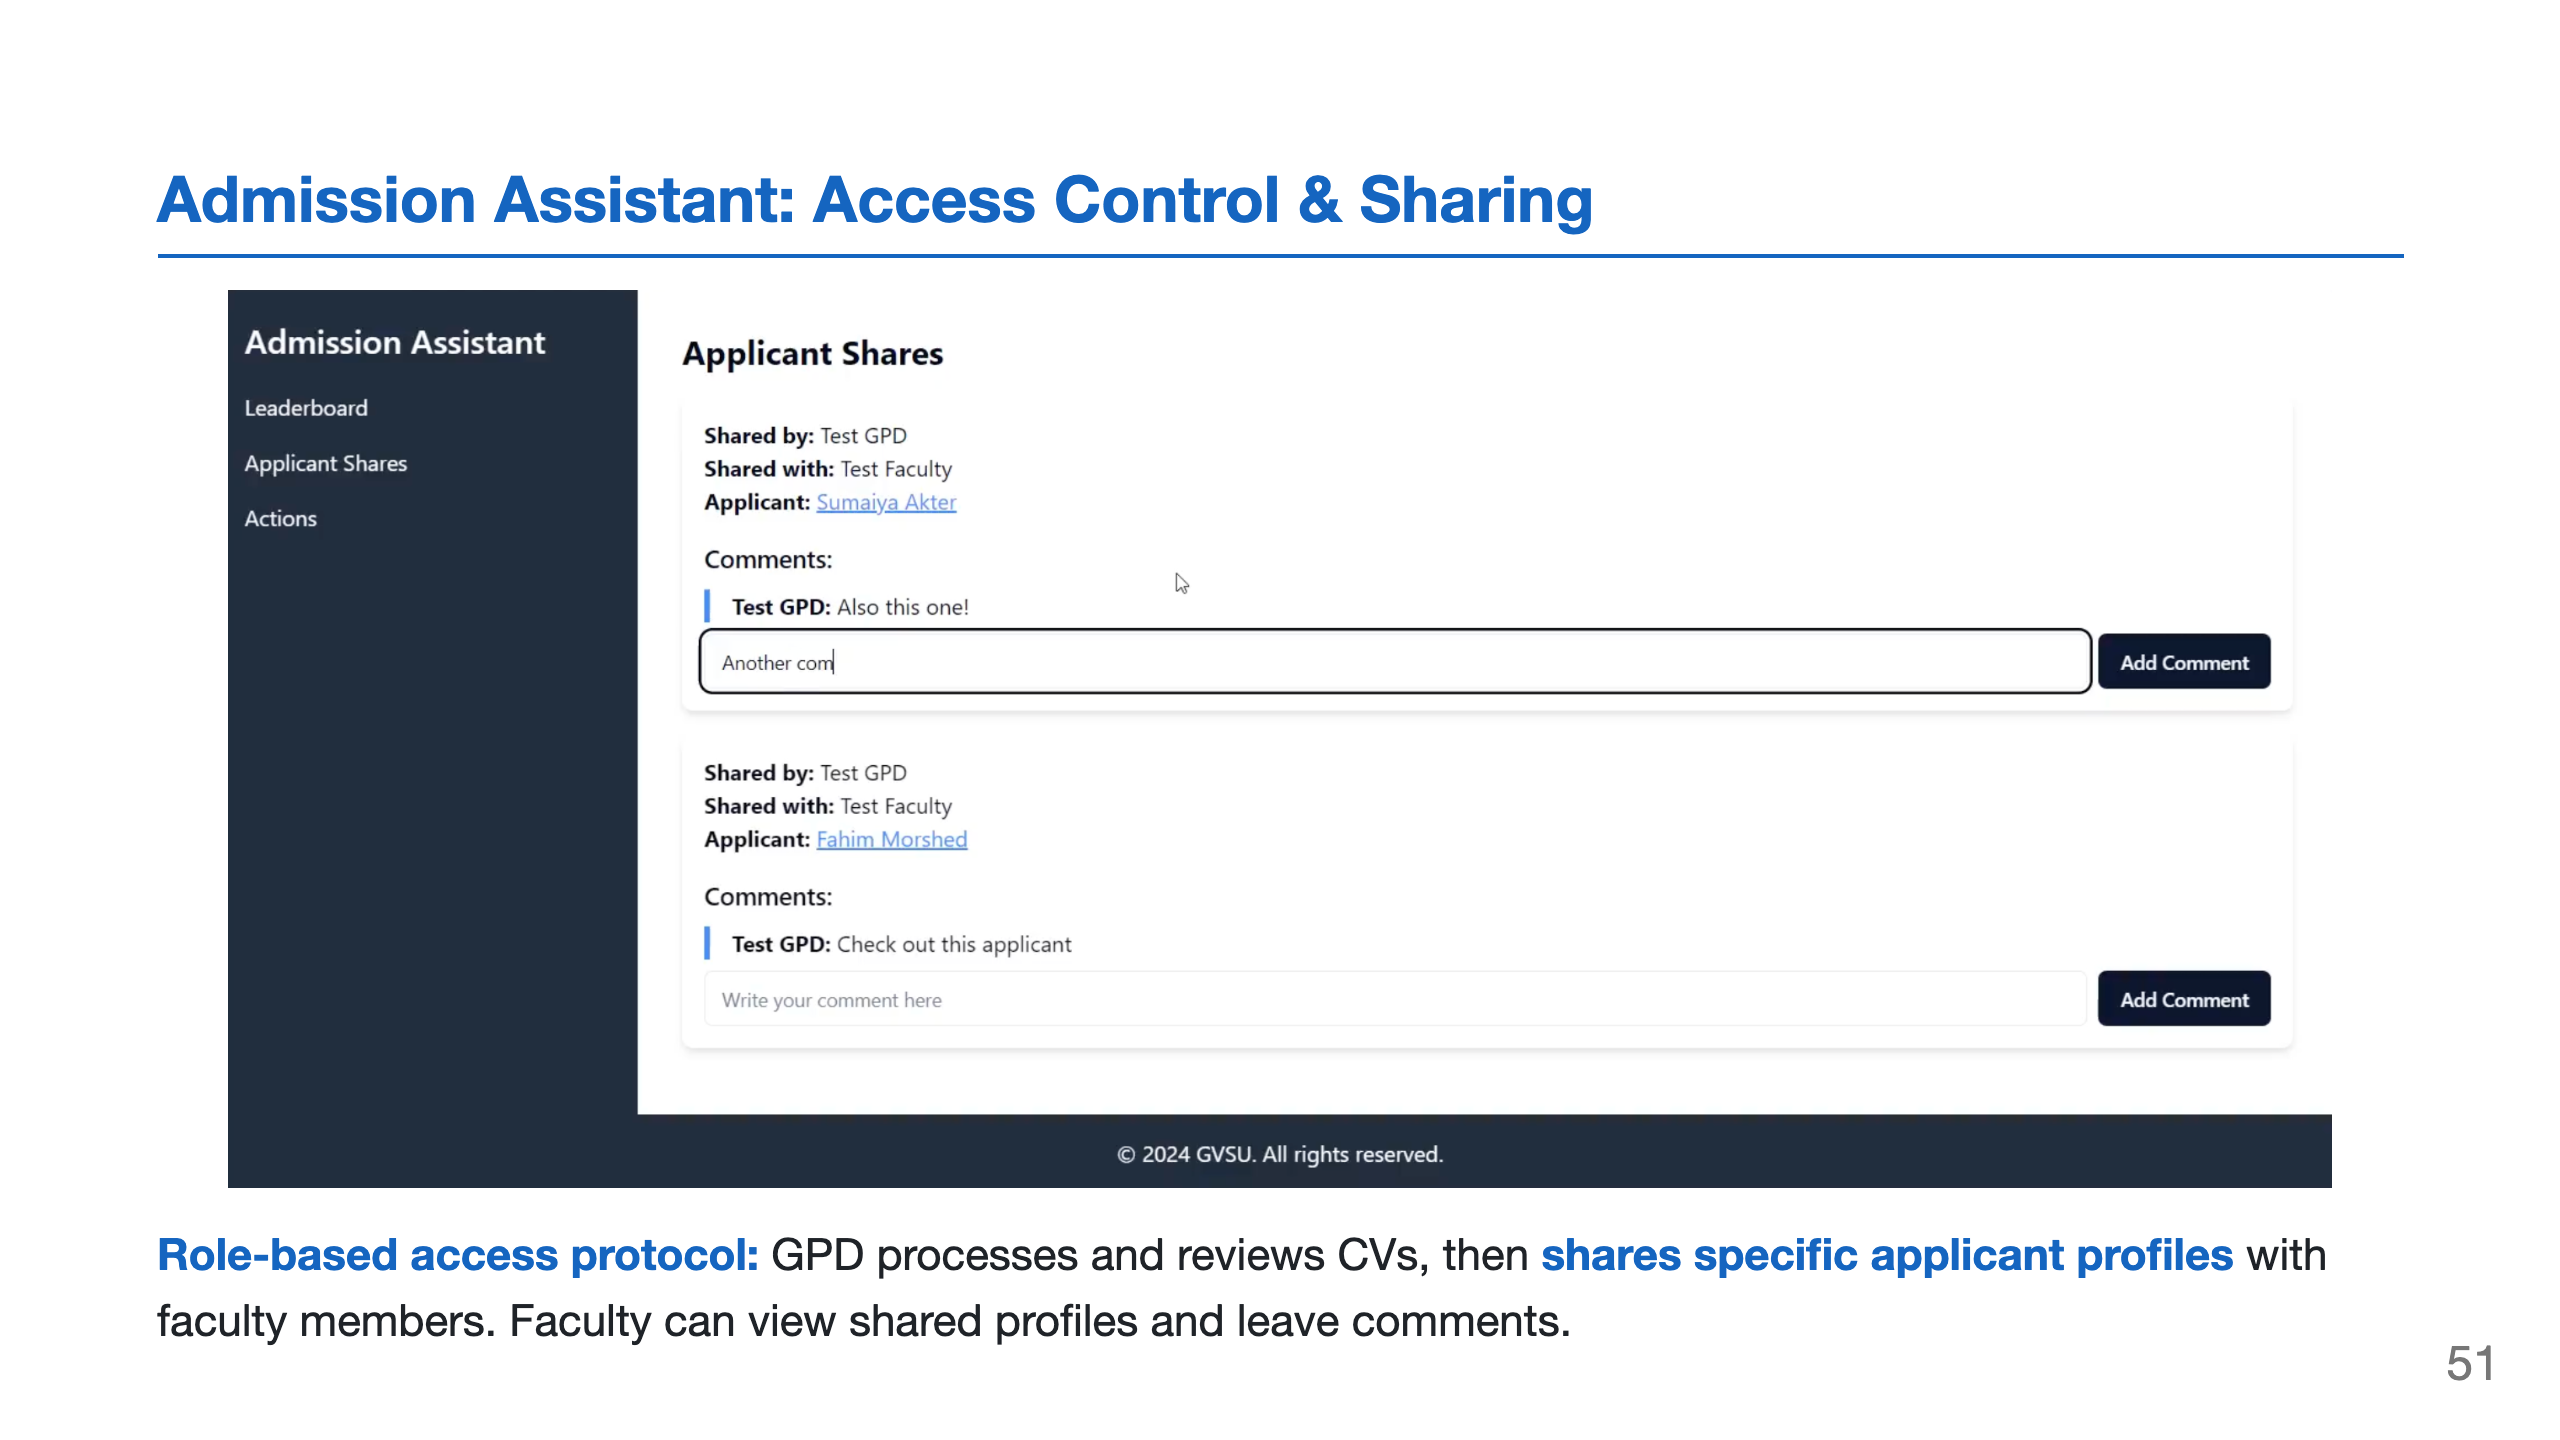 Admission Assistant: Access Control & Sharing
Admission Assistant
Leaderboard
Applicant Shares
Actions
Applicant Shares
Shared by: Test GPD
Shared with: Test Faculty
Applicant: Sumaiya Akter
Comments:
Test GPD: Also this one!
Another com
Add Comment
Shared by: Test GPD
Shared with: Test Faculty
Applicant: Fahim Morshed
Comments:
Test GPD: Check out this applicant
Write your comment here
Add Comment
© 2024 GVSU. All rights reserved.
Role-based access protocol: GPD processes and reviews CVs, then shares specific applicant profiles with
faculty members. Faculty can view shared profiles and leave comments.
51